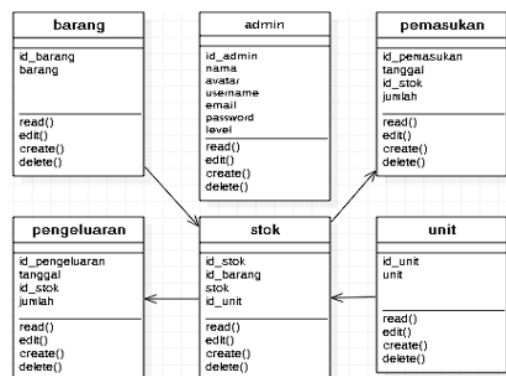 barang
id_barang
barang
read()
edit()
create()
delete()
admin
id_admin
nama
avatar
username
email
password
level
read()
edit()
create()
delete()
pemasukan
id_pemasukan
tanggal
id_stok
jumlah
read()
edit()
create()
delete()
pengeluaran
id_pengeluaran
tanggal
id_stok
jumlah
read()
edit()
create()
delete()
stok
id_stok
id_barang
stok
id_unit
read()
edit()
create()
delete()
unit
id_unit
unit
read()
edit()
create()
delete()